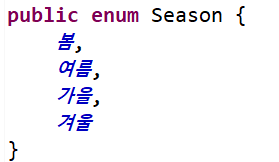 public enum Season {
    봄,
    여름,
    가을,
    겨울
}